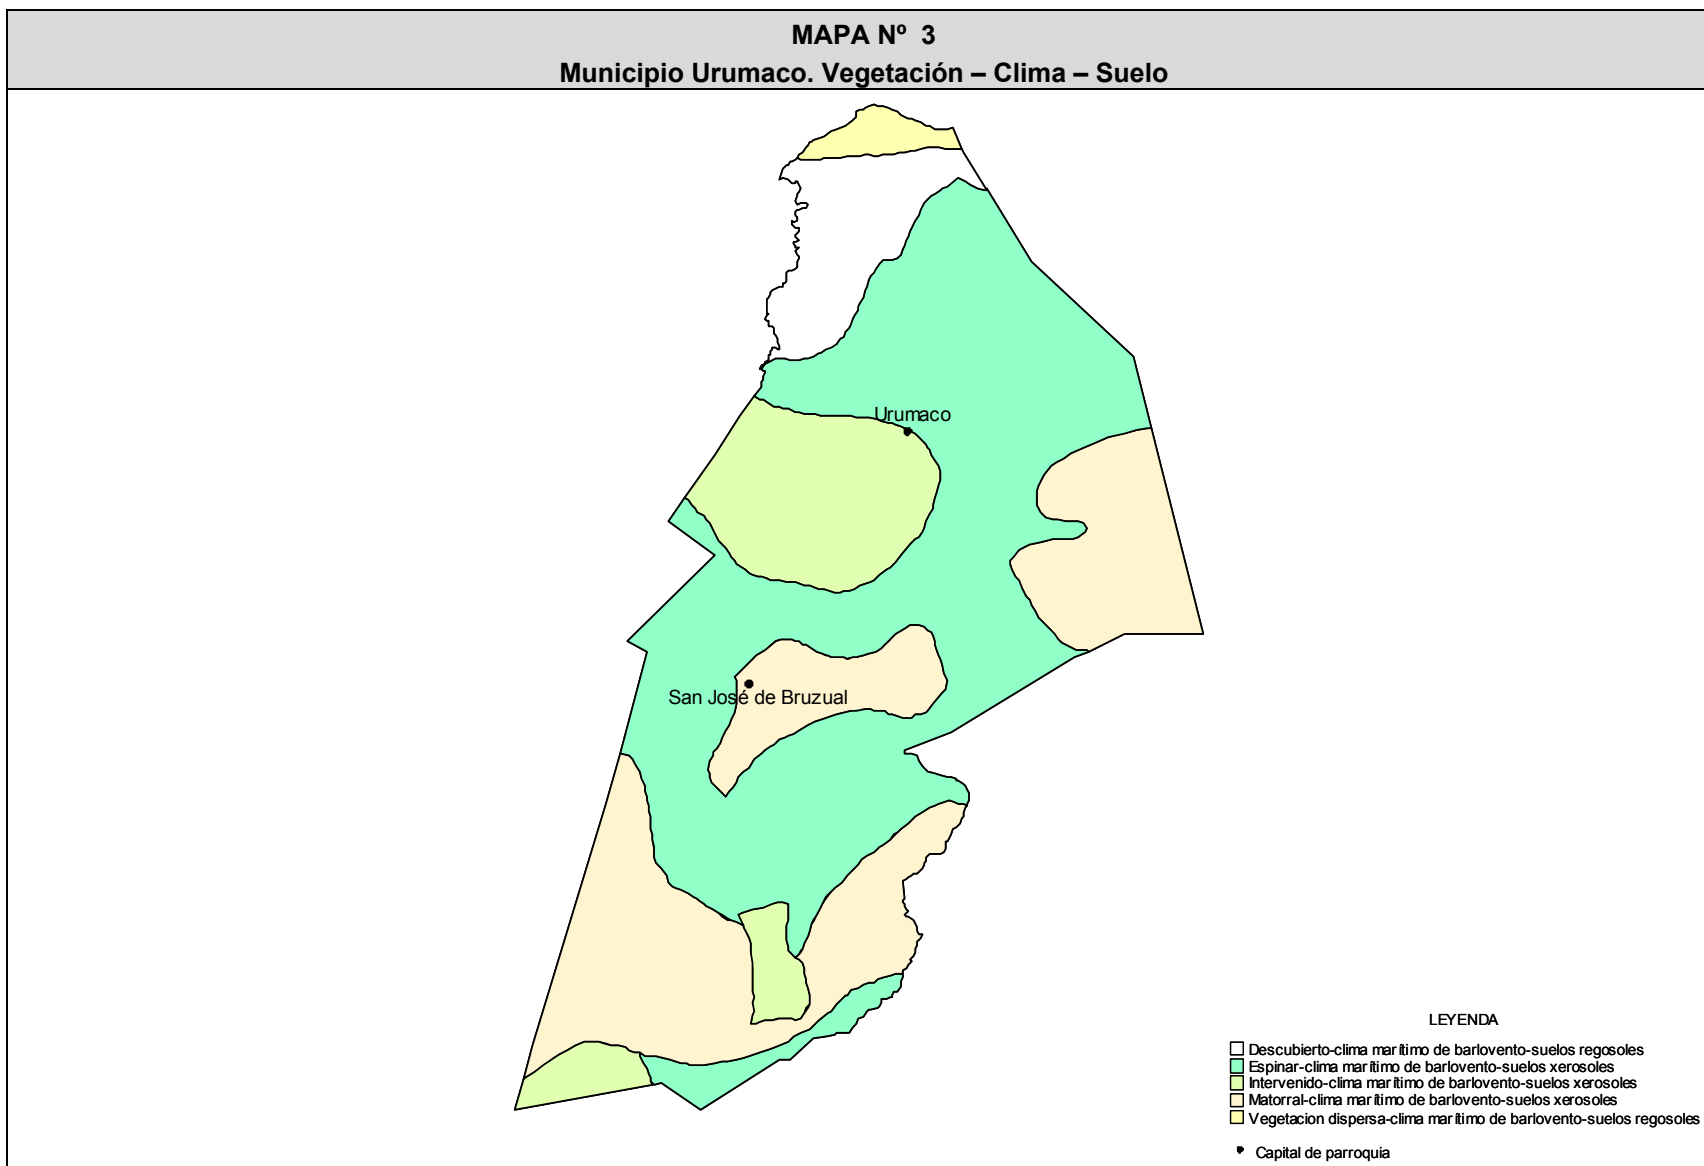 MAPA Nº 3
Municipio Urumaco. Vegetación – Clima – Suelo
Urumaco
San José de Bruzual
LEYENDA
Descubierto-clima marítimo de barlovento-suelos regosoles
Espinar-clima marítimo de barlovento-suelos xerosoles
Intervenido-clima marítimo de barlovento-suelos xerosoles
Matorral-clima marítimo de barlovento-suelos xerosoles
Vegetacion dispersa-clima marítimo de barlovento-suelos regosoles
Capital de parroquia